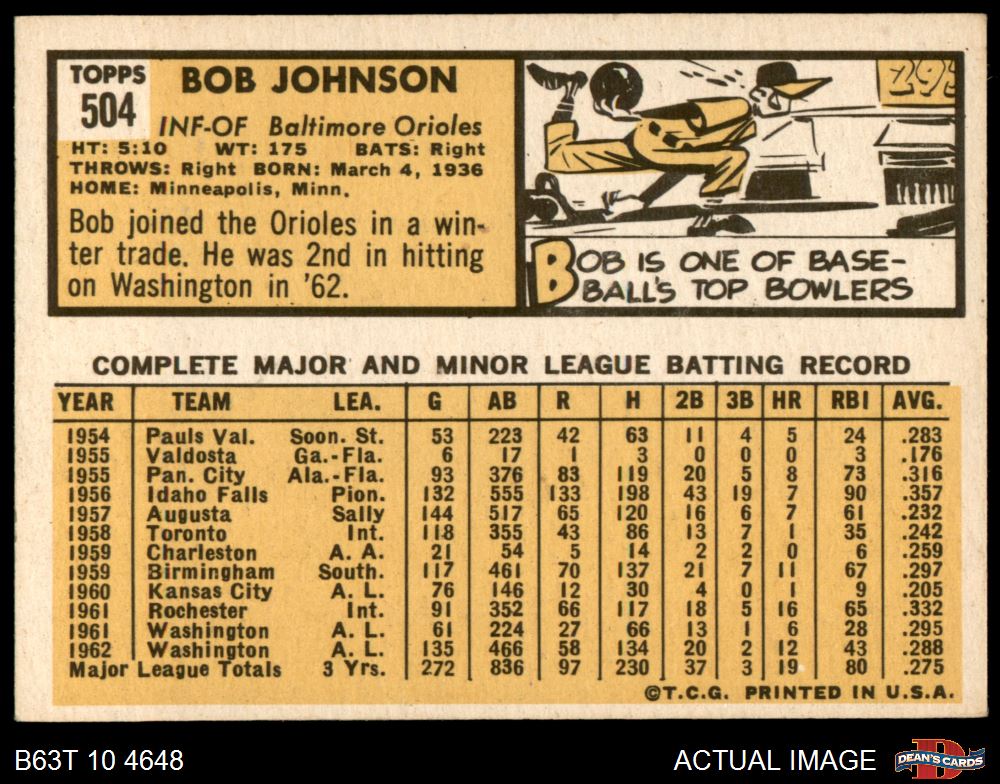 TOPPS
504
BOB JOHNSON
INF-OF Baltimore Orioles
HT: 5:10 WT: 175 BATS: Right
THROWS: Right BORN: March 4, 1936
HOME: Minneapolis, Minn.
Bob joined the Orioles in a win-
ter trade. He was 2nd in hitting
on Washington in '62.
295
BOB IS ONE OF BASE-
BALL'S TOP BOWLERS
COMPLETE MAJOR AND MINOR LEAGUE BATTING RECORD
YEAR TEAM LEA. G AB R H 2B 3B HR RBI AVG.
1954 Pauls Val. Soon. St. 53 223 42 63 11 4 5 24 .283
1955 Valdosta Ga.-Fla. 6 17 1 3 0 0 0 3 .176
1955 Pan. City Ala.-Fla. 93 376 83 119 20 5 8 73 .316
1956 Idaho Falls Pion. 132 555 133 198 43 19 7 90 .357
1957 Augusta Sally 144 517 65 120 16 6 7 61 .232
1958 Toronto Int. 118 355 43 86 13 7 1 35 .242
1959 Charleston A. A. 21 54 5 14 2 2 0 6 .259
1959 Birmingham South. 117 461 70 137 21 7 11 67 .297
1960 Kansas City A. L. 76 146 12 30 4 0 1 9 .205
1961 Rochester Int. 91 352 66 117 18 5 16 65 .332
1961 Washington A. L. 61 224 27 66 13 1 6 28 .295
1962 Washington A. L. 135 466 58 134 20 2 12 43 .288
Major League Totals 3 Yrs. 272 836 97 230 37 3 19 80 .275
©T.C.G. PRINTED IN U.S.A.
B63T 10 4648
ACTUAL IMAGE
DEAN'S CARDS